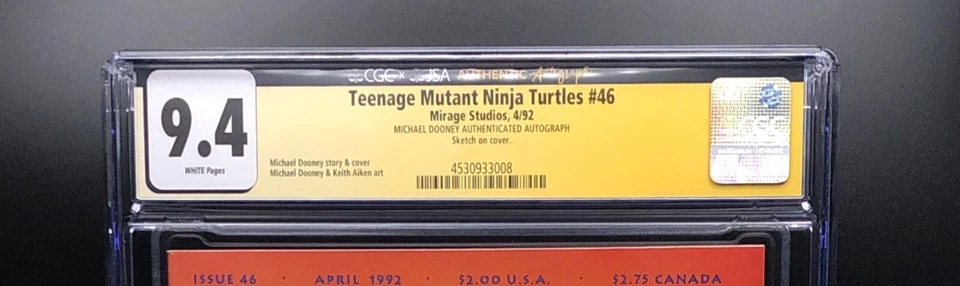 CGC x JSA AUTHENTIC Autographs
9.4
WHITE Pages
Teenage Mutant Ninja Turtles #46
Mirage Studios, 4/92
MICHAEL DOONEY AUTHENTICATED AUTOGRAPH
Sketch on cover.
Michael Dooney story & cover
Michael Dooney & Keith Aiken art
4530933008
ISSUE 46 · APRIL 1992 · $2.00 U.S.A. · $2.75 CANADA